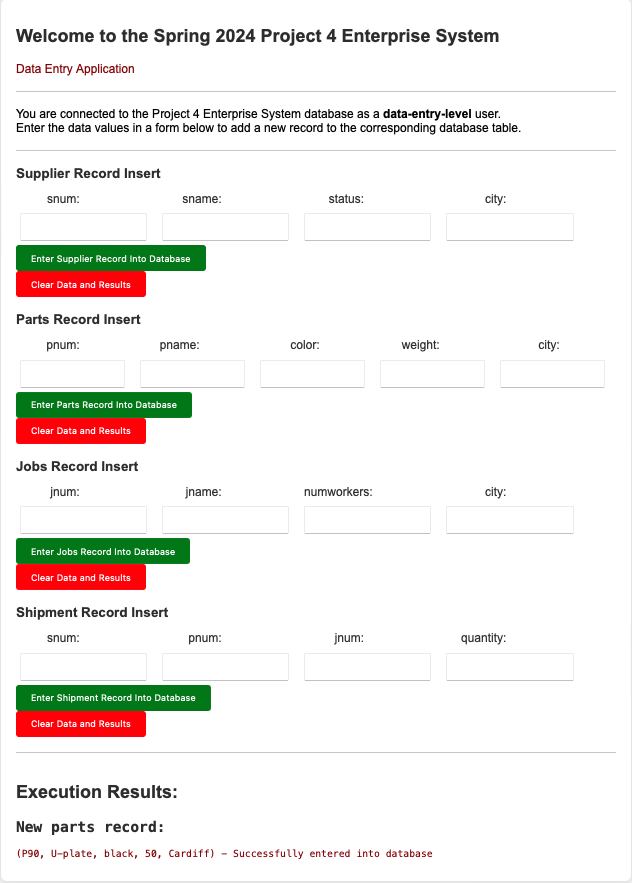 Welcome to the Spring 2024 Project 4 Enterprise System
Data Entry Application
You are connected to the Project 4 Enterprise System database as a data-entry-level user.
Enter the data values in a form below to add a new record to the corresponding database table.
Supplier Record Insert
snum: sname: status: city:
Enter Supplier Record Into Database
Clear Data and Results
Parts Record Insert
pnum: pname: color: weight: city:
Enter Parts Record Into Database
Clear Data and Results
Jobs Record Insert
jnum: jname: numworkers: city:
Enter Jobs Record Into Database
Clear Data and Results
Shipment Record Insert
snum: pnum: jnum: quantity:
Enter Shipment Record Into Database
Clear Data and Results
Execution Results:
New parts record:
(P90, U-plate, black, 50, Cardiff) - Successfully entered into database